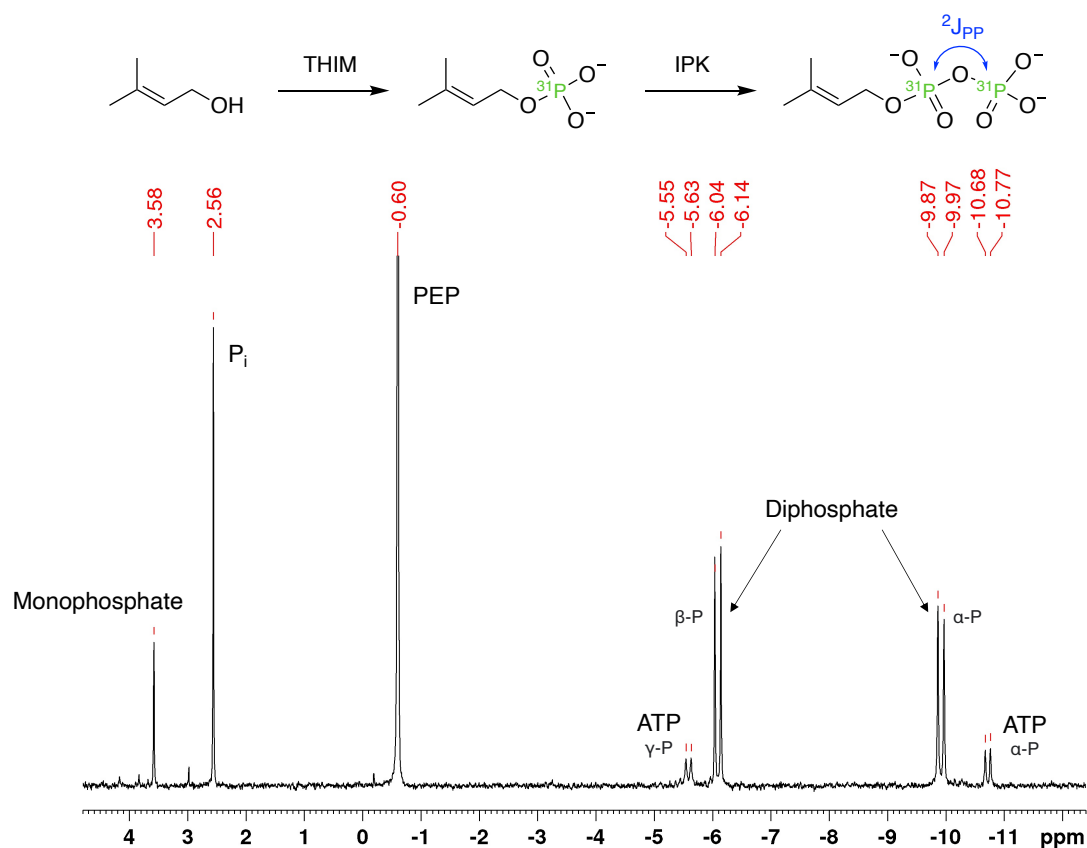 ²J_PP
THIM
IPK
OH
O
O⁻
³¹P
O
O⁻
⁻O
O
O⁻
³¹P
³¹P
O
O
O
O⁻
3.58
2.56
-0.60
-5.55
-5.63
-6.04
-6.14
-9.87
-9.97
-10.68
-10.77
PEP
Pᵢ
Diphosphate
Monophosphate
β-P
α-P
ATP
γ-P
ATP
α-P
4 3 2 1 0 -1 -2 -3 -4 -5 -6 -7 -8 -9 -10 -11 ppm